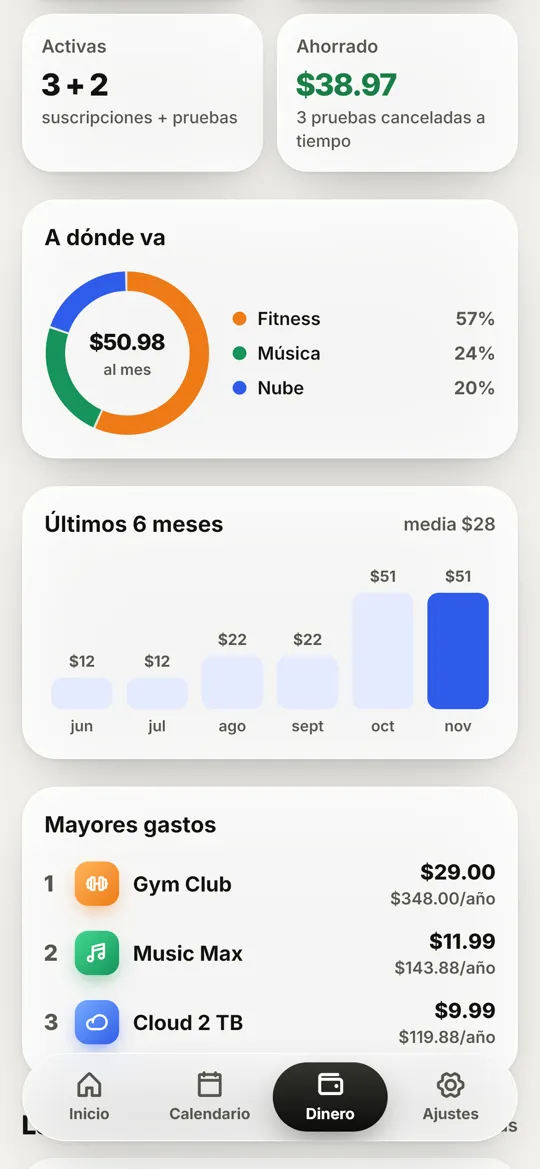 Activas
3 + 2
suscripciones + pruebas
Ahorrado
$38.97
3 pruebas canceladas a
tiempo
A dónde va
$50.98
al mes
Fitness 57%
Música 24%
Nube 20%
Últimos 6 meses media $28
$12 $12 $22 $22 $51 $51
jun jul ago sept oct nov
Mayores gastos
1 Gym Club $29.00
$348.00/año
2 Music Max $11.99
$143.88/año
3 Cloud 2 TB $9.99
$119.88/año
Inicio Calendario Dinero Ajustes